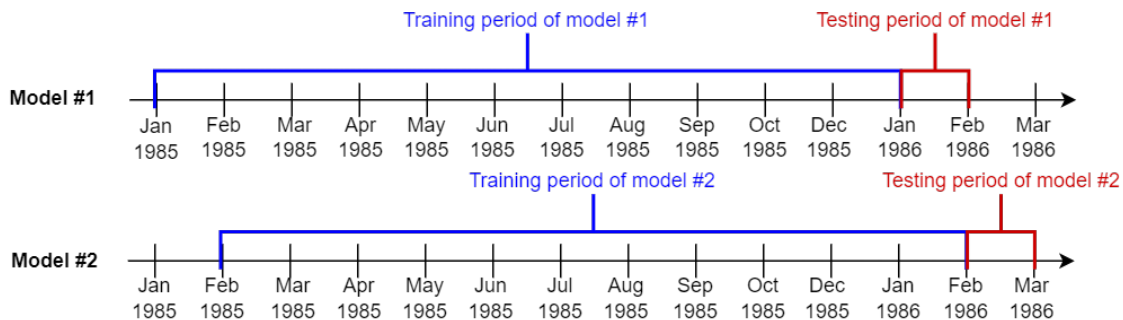 Training period of model #1 Testing period of model #1
Model #1
Jan Feb Mar Apr May Jun Jul Aug Sep Oct Dec Jan Feb Mar
1985 1985 1985 1985 1985 1985 1985 1985 1985 1985 1985 1986 1986 1986
Training period of model #2 Testing period of model #2
Model #2
Jan Feb Mar Apr May Jun Jul Aug Sep Oct Dec Jan Feb Mar
1985 1985 1985 1985 1985 1985 1985 1985 1985 1985 1985 1986 1986 1986